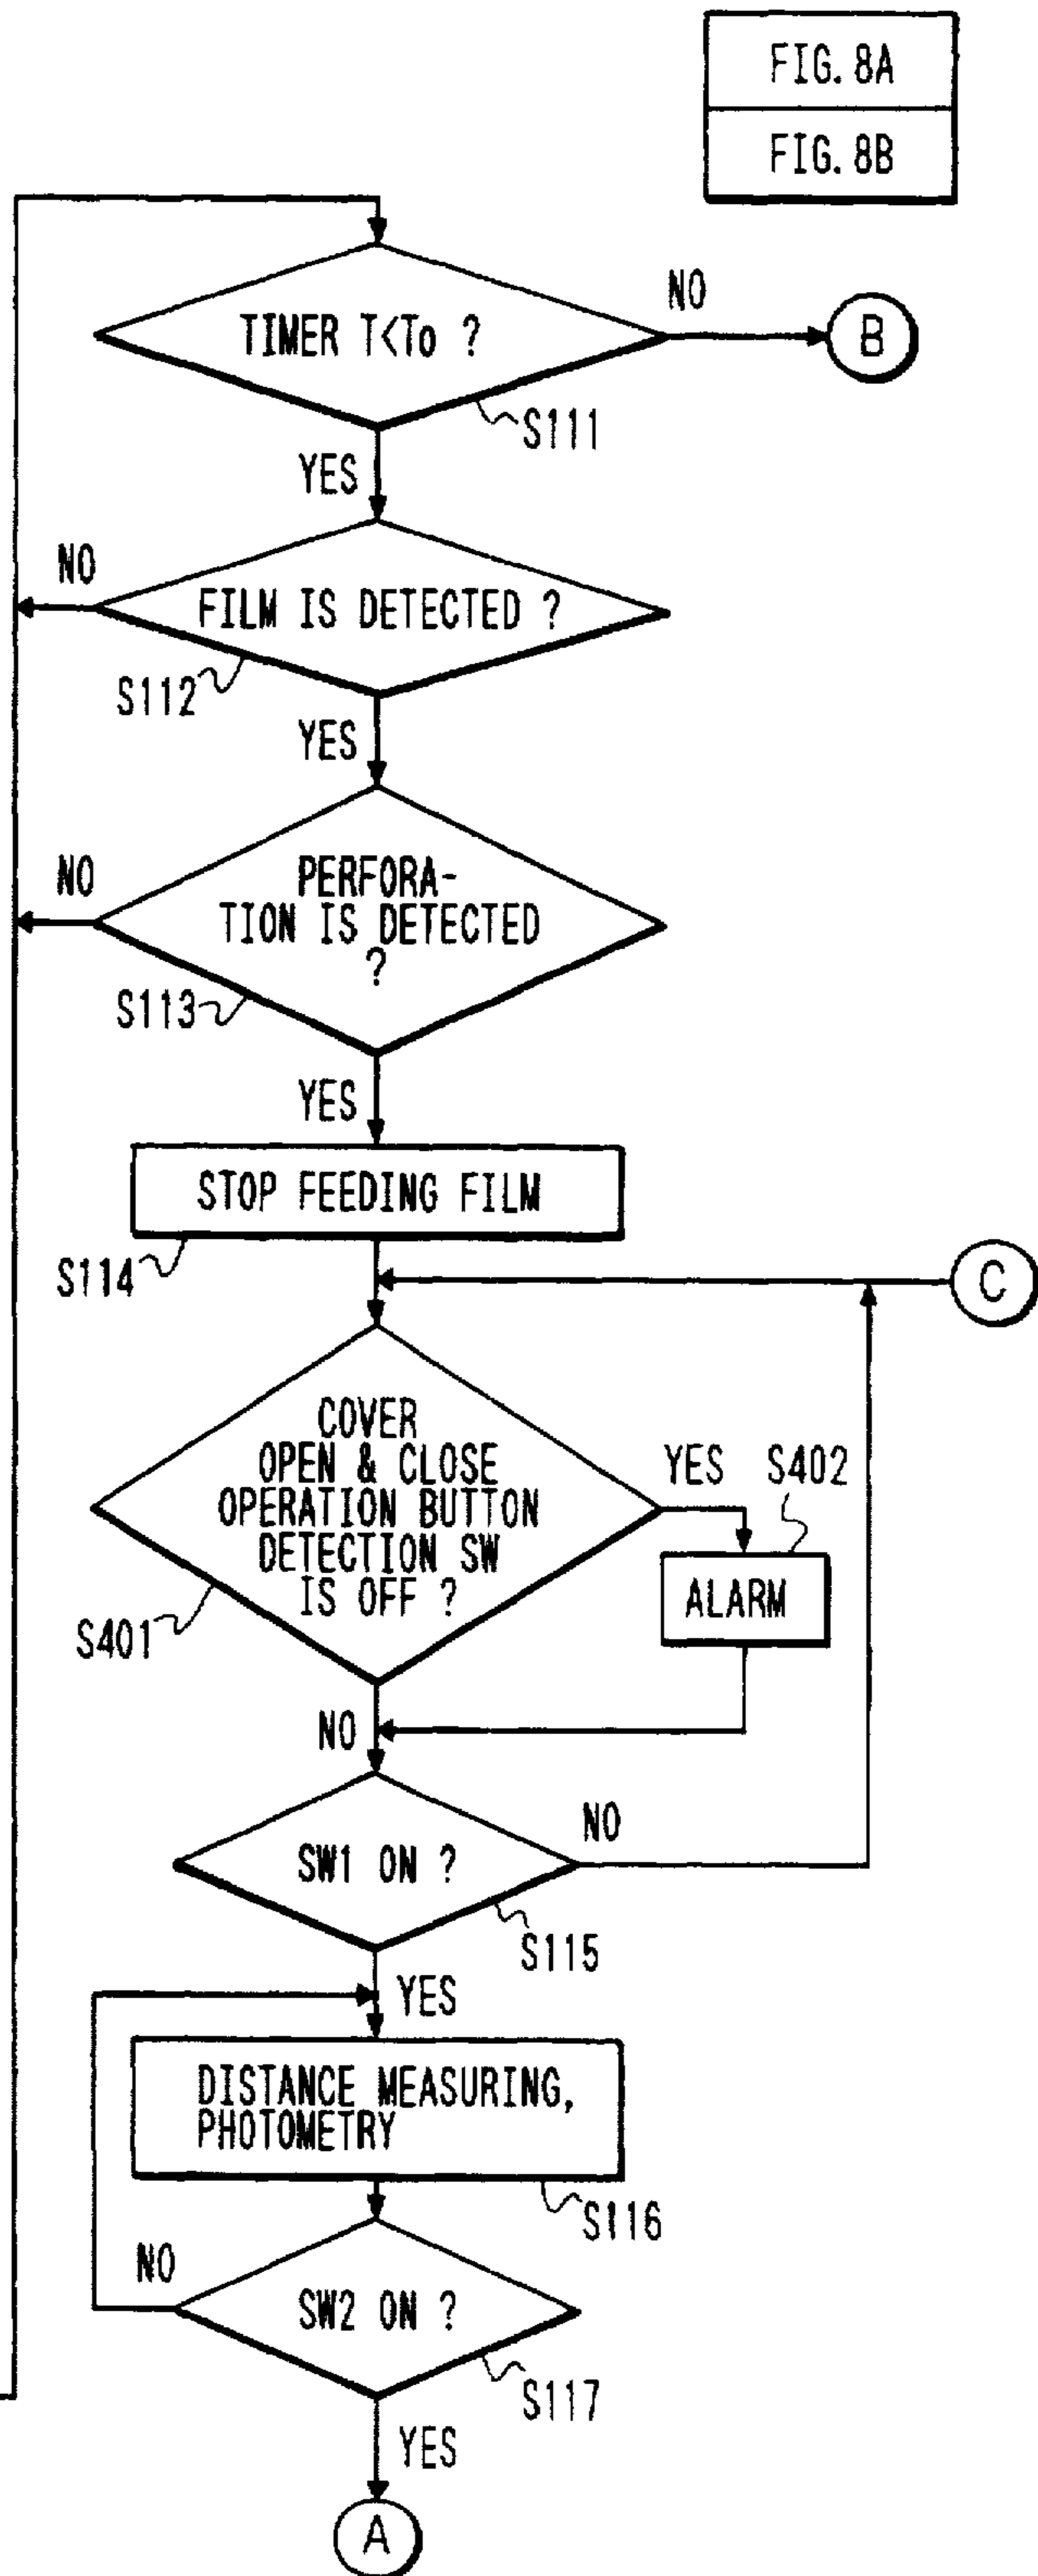 FIG. 8A
FIG. 8B
TIMER T<To ?
NO
B
S111
YES
NO
FILM IS DETECTED ?
S112
YES
NO
PERFORA-
TION IS DETECTED
?
S113
YES
STOP FEEDING FILM
S114
C
COVER
OPEN & CLOSE
OPERATION BUTTON
DETECTION SW
IS OFF ?
YES
S402
ALARM
S401
NO
SW1 ON ?
NO
S115
YES
DISTANCE MEASURING,
PHOTOMETRY
S116
NO
SW2 ON ?
S117
YES
A